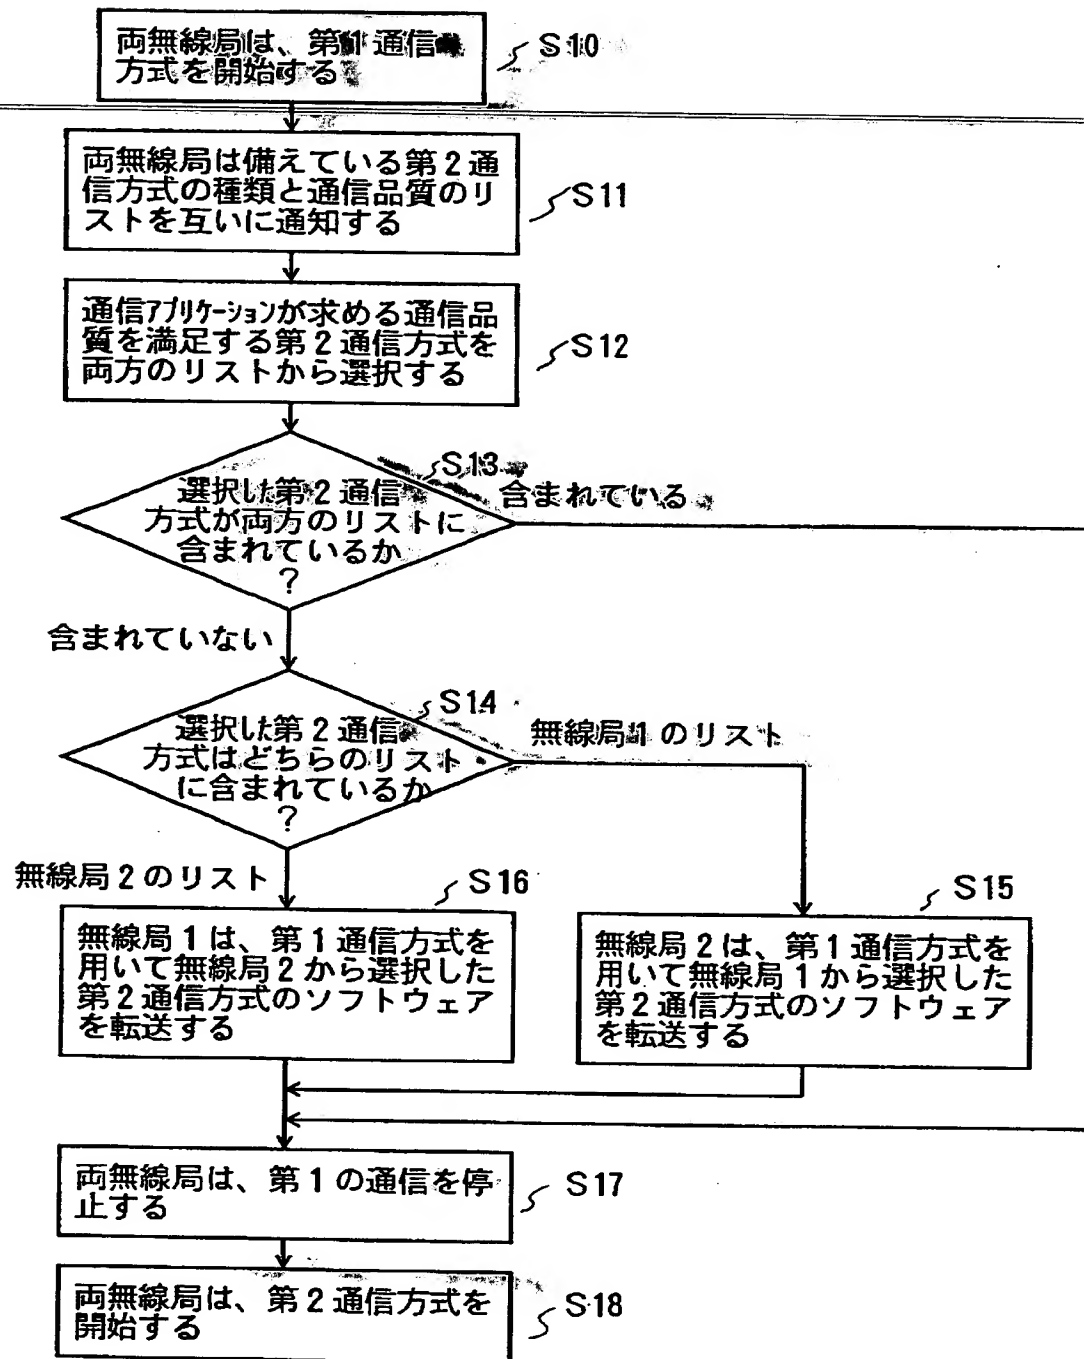 両無線局は、第1通信
方式を開始する
S10
両無線局は備えている第2通
信方式の種類と通信品質のリ
ストを互いに通知する
S11
通信アプリケーションが求める通信品
質を満足する第2通信方式を
両方のリストから選択する
S12
S13
選択した第2通信
方式が両方のリストに
含まれているか
?
含まれている
含まれていない
S14
選択した第2通信
方式はどちらのリスト
に含まれているか
?
無線局1のリスト
無線局2のリスト
S16
無線局1は、第1通信方式を
用いて無線局2から選択した
第2通信方式のソフトウェア
を転送する
S15
無線局2は、第1通信方式を
用いて無線局1から選択した
第2通信方式のソフトウェア
を転送する
両無線局は、第1の通信を停
止する
S17
両無線局は、第2通信方式を
開始する
S18